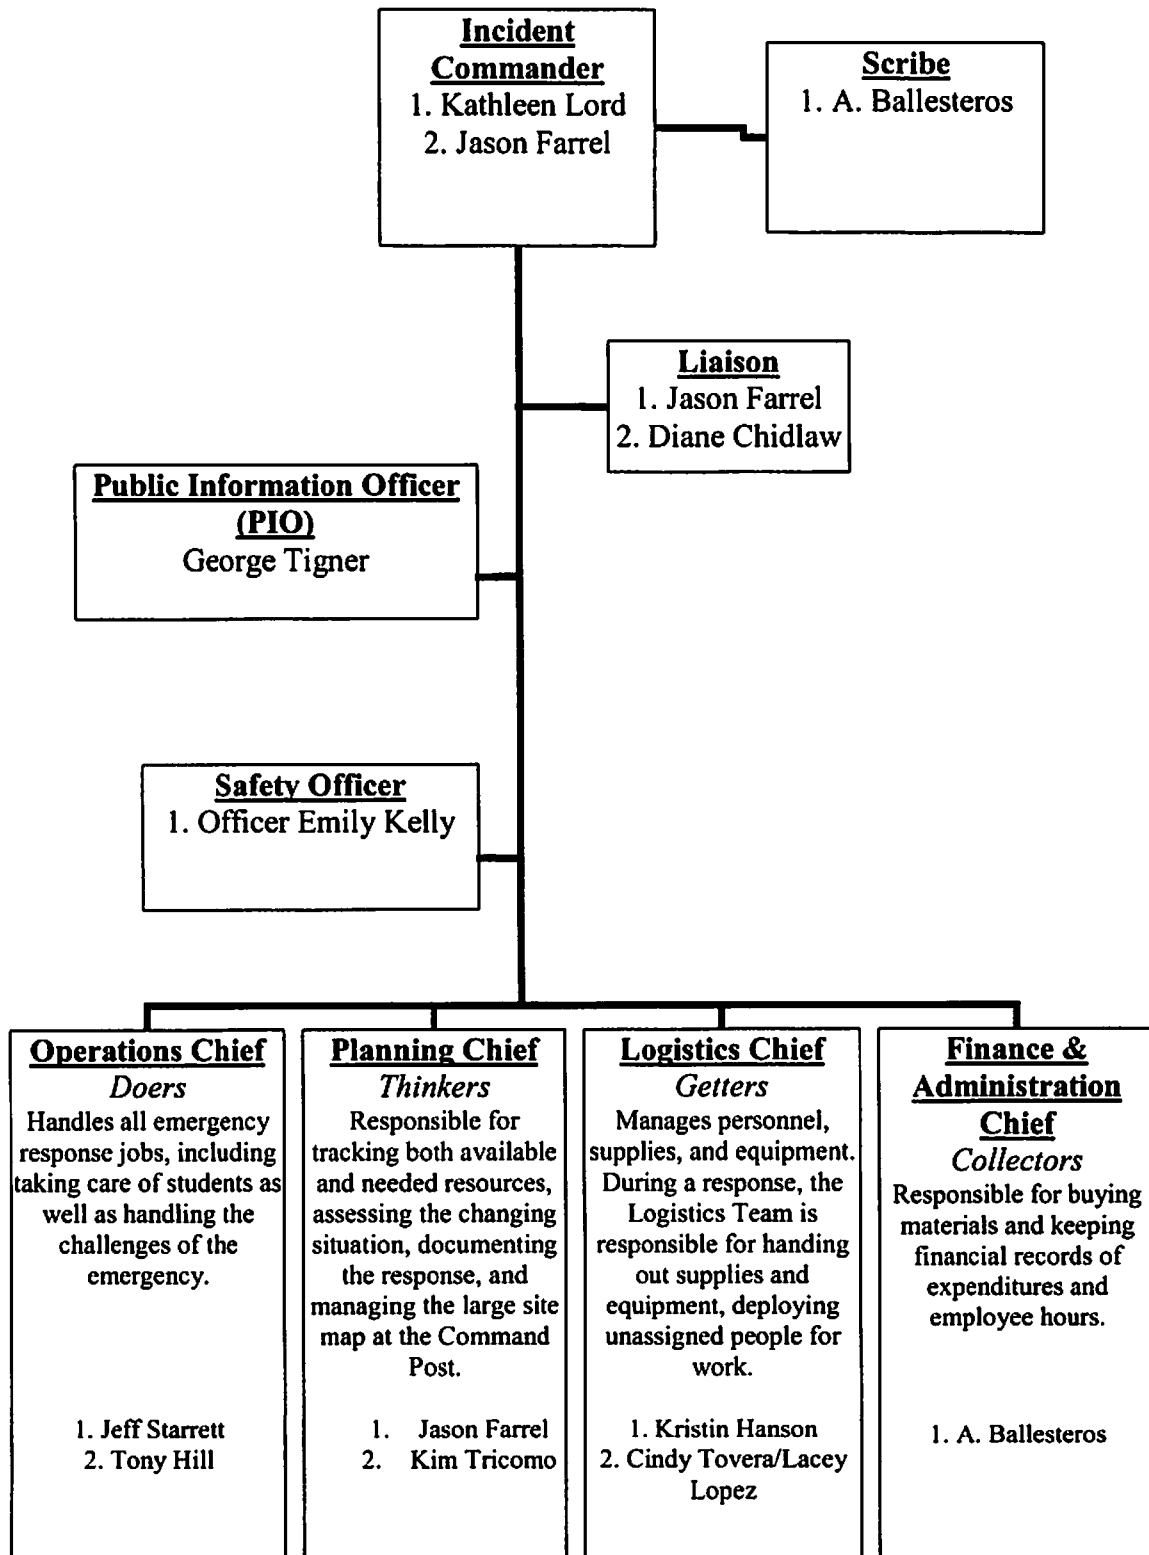 Incident
Commander
1. Kathleen Lord
2. Jason Farrel
Scribe
1. A. Ballesteros
Liaison
1. Jason Farrel
2. Diane Chidlaw
Public Information Officer
(PIO)
George Tigner
Safety Officer
1. Officer Emily Kelly
Operations Chief
Doers
Handles all emergency
response jobs, including
taking care of students as
well as handling the
challenges of the
emergency.
1. Jeff Starrett
2. Tony Hill
Planning Chief
Thinkers
Responsible for
tracking both available
and needed resources,
assessing the changing
situation, documenting
the response, and
managing the large site
map at the Command
Post.
1. Jason Farrel
2. Kim Tricomo
Logistics Chief
Getters
Manages personnel,
supplies, and equipment.
During a response, the
Logistics Team is
responsible for handing
out supplies and
equipment, deploying
unassigned people for
work.
1. Kristin Hanson
2. Cindy Tovera/Lacey
Lopez
Finance &
Administration
Chief
Collectors
Responsible for buying
materials and keeping
financial records of
expenditures and
employee hours.
1. A. Ballesteros